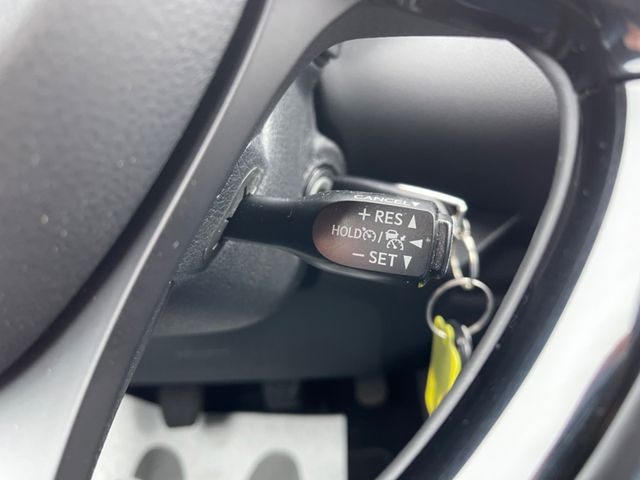 CANCEL▼
+ RES ▲
HOLD / ◀
− SET ▼